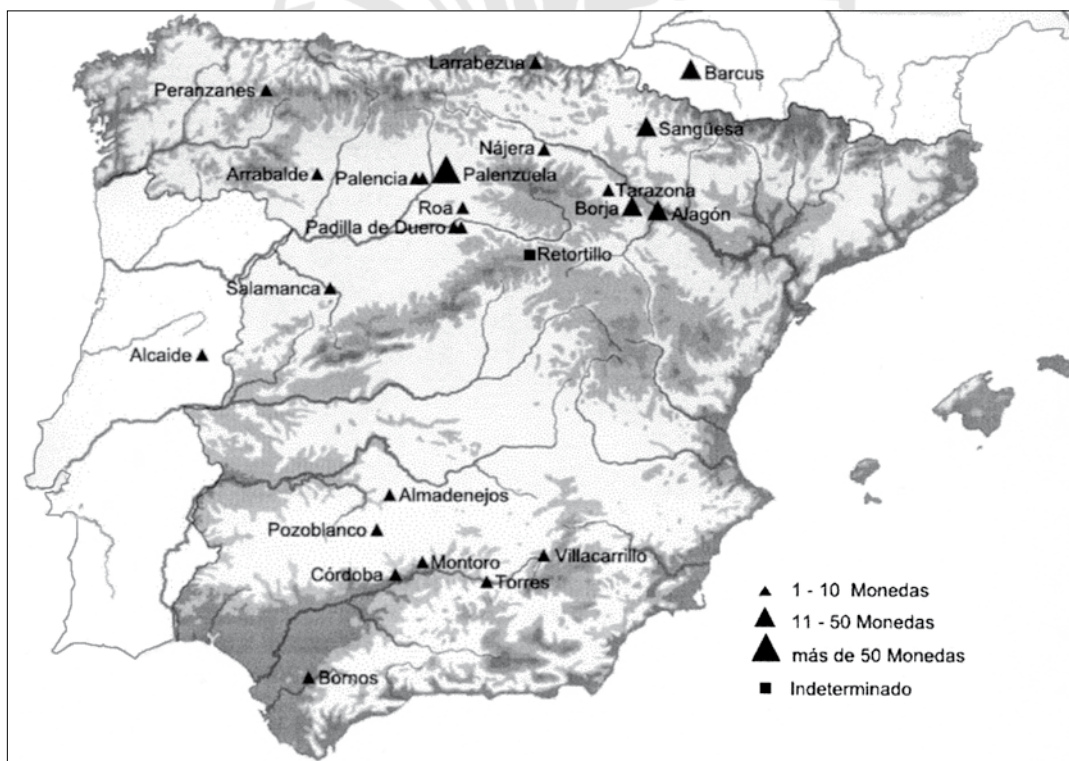 Larrabezua
Barcus
Peranzanes
Sangüesa
Nájera
Arrabalde
Palencia
Palenzuela
Tarazona
Roa
Borja
Alagón
Padilla de Duero
Retortillo
Salamanca
Alcaide
Almadenejos
Pozoblanco
Montoro
Villacarrillo
Córdoba
Torres
Bornos
1 - 10 Monedas
11 - 50 Monedas
más de 50 Monedas
Indeterminado